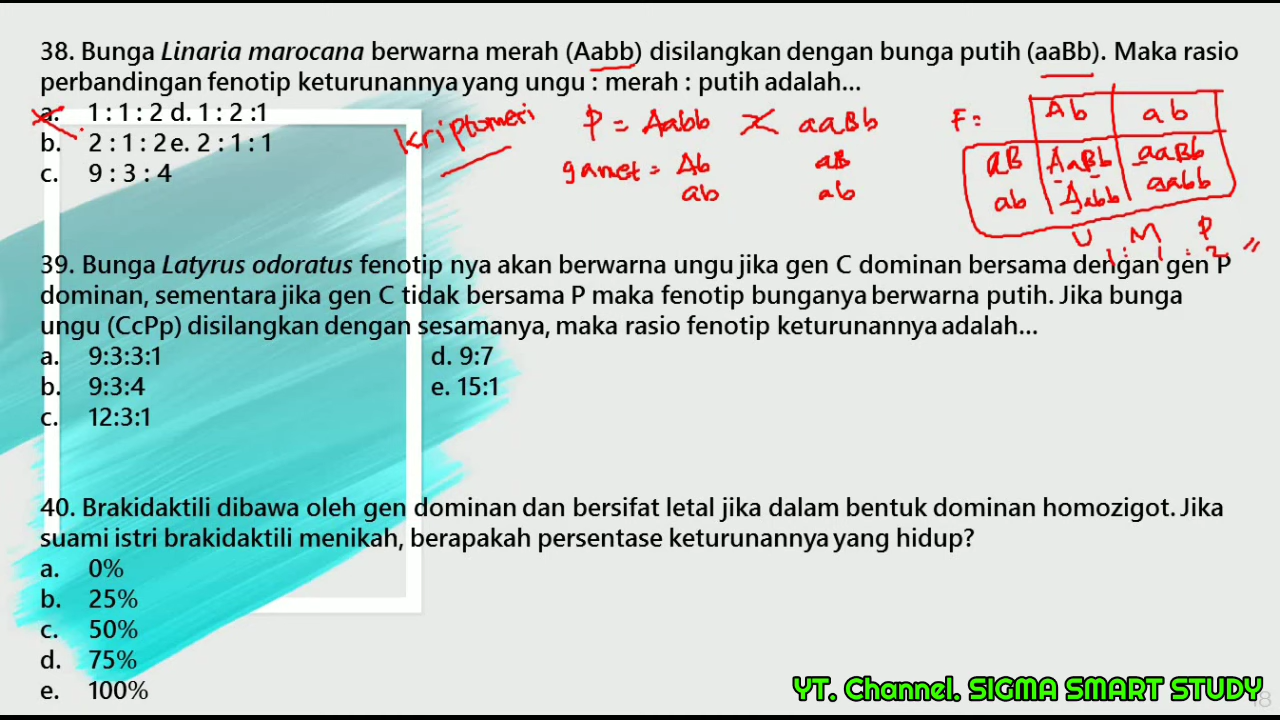 38. Bunga Linaria marocana berwarna merah (Aabb) disilangkan dengan bunga putih (aaBb). Maka rasio
perbandingan fenotip keturunannya yang ungu : merah : putih adalah...
a. 1 : 1 : 2 d. 1 : 2 :1
b. 2 : 1 : 2 e. 2 : 1 : 1
c. 9 : 3 : 4
kriptomeri
P = Aabb X aaBb
gamet = Ab aB
ab ab
F: Ab ab
aB AaBb aaBb
ab Aabb aabb
U M P
1 : 1 : 2 //
39. Bunga Latyrus odoratus fenotip nya akan berwarna ungu jika gen C dominan bersama dengan gen P
dominan, sementara jika gen C tidak bersama P maka fenotip bunganya berwarna putih. Jika bunga
ungu (CcPp) disilangkan dengan sesamanya, maka rasio fenotip keturunannya adalah...
a. 9:3:3:1 d. 9:7
b. 9:3:4 e. 15:1
c. 12:3:1
40. Brakidaktili dibawa oleh gen dominan dan bersifat letal jika dalam bentuk dominan homozigot. Jika
suami istri brakidaktili menikah, berapakah persentase keturunannya yang hidup?
a. 0%
b. 25%
c. 50%
d. 75%
e. 100%
YT. Channel. SIGMA SMART STUDY